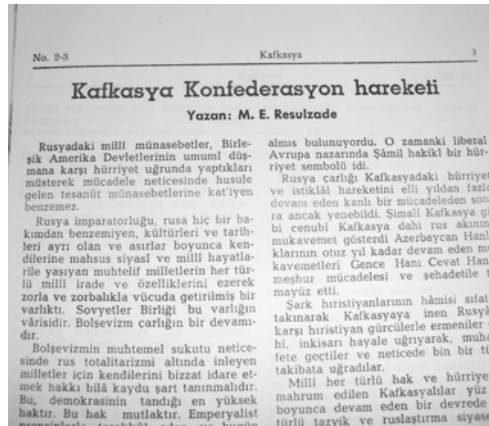 No. 2-3
Kafkasya
3
Kafkasya Konfederasyon hareketi
Yazan: M. E. Resulzade
Rusyadaki millî münasebetler, Birle-
şik Amerika Devletlerinin umumî düş-
mana karşı hürriyet uğrunda yaptıkları
müsterek mücadele neticesinde husule
gelen tesanüt münasebetlerine kat'iyen
benzemez.
Rusya imparatorluğu, rusa hiç bir ba-
kımdan benzemiyen, kültürleri ve tarih-
leri ayrı olan ve asırlar boyunca ken-
dilerine mahsus siyasî ve millî hayatla-
rile yaşıyan muhtelif milletlerin her tür-
lü millî irade ve özelliklerini ezerek
zorla ve zorbalıkla vücuda getirilmiş bir
varlıktı. Sovyetler Birliği bu varlığın
vârisidir. Bolşevizm çarlığın bir devamı-
dır.
Bolşevizmin muhtemel sukutu netice-
sinde rus totalitarizmi altında inleyen
milletler için kendilerini bizzat idare et-
mek hakkı bilâ kaydu şart tanınmalıdır.
Bu, demokrasinin tandığı en yüksek
haktır. Bu hak mutlaktır. Emperyalist
almıs bulunuyordu. O zamanki liberal
Avrupa nazarında Şâmil hakikî bir hür-
riyet sembolü idi.
Rusya çarlığı Kafkasyadaki hürriyet
ve istiklâl hareketini elli yıldan fazla
devam eden kanlı bir mücadeleden son
ra ancak yenebildi. Şimalî Kafkasya gi
bi cenubî Kafkasya dahi rus akının
mukavemet gösterdi Azerbaycan Hanl
klarının otuz yıl kadar devam eden mu
kavemetleri Gence Hanı Cevat Han
meşhur mücadelesi ve şehadetile t
mayüz etti.
Şark hıristiyanlarının hâmisi sıfat
takınarak Kafkasyaya inen Rusya
karşı hıristiyan gürcülerle ermeniler d
hi, inkisarı hayale uğrıyarak, muha
fete geçtiler ve neticede bin bir tü
takibata uğradılar.
Millî her türlü hak ve hürriye
mahrum edilen Kafkasyalılar yüz
boyunca devam eden bir devrede
türlü tazyik ve ruslaştırma siyase